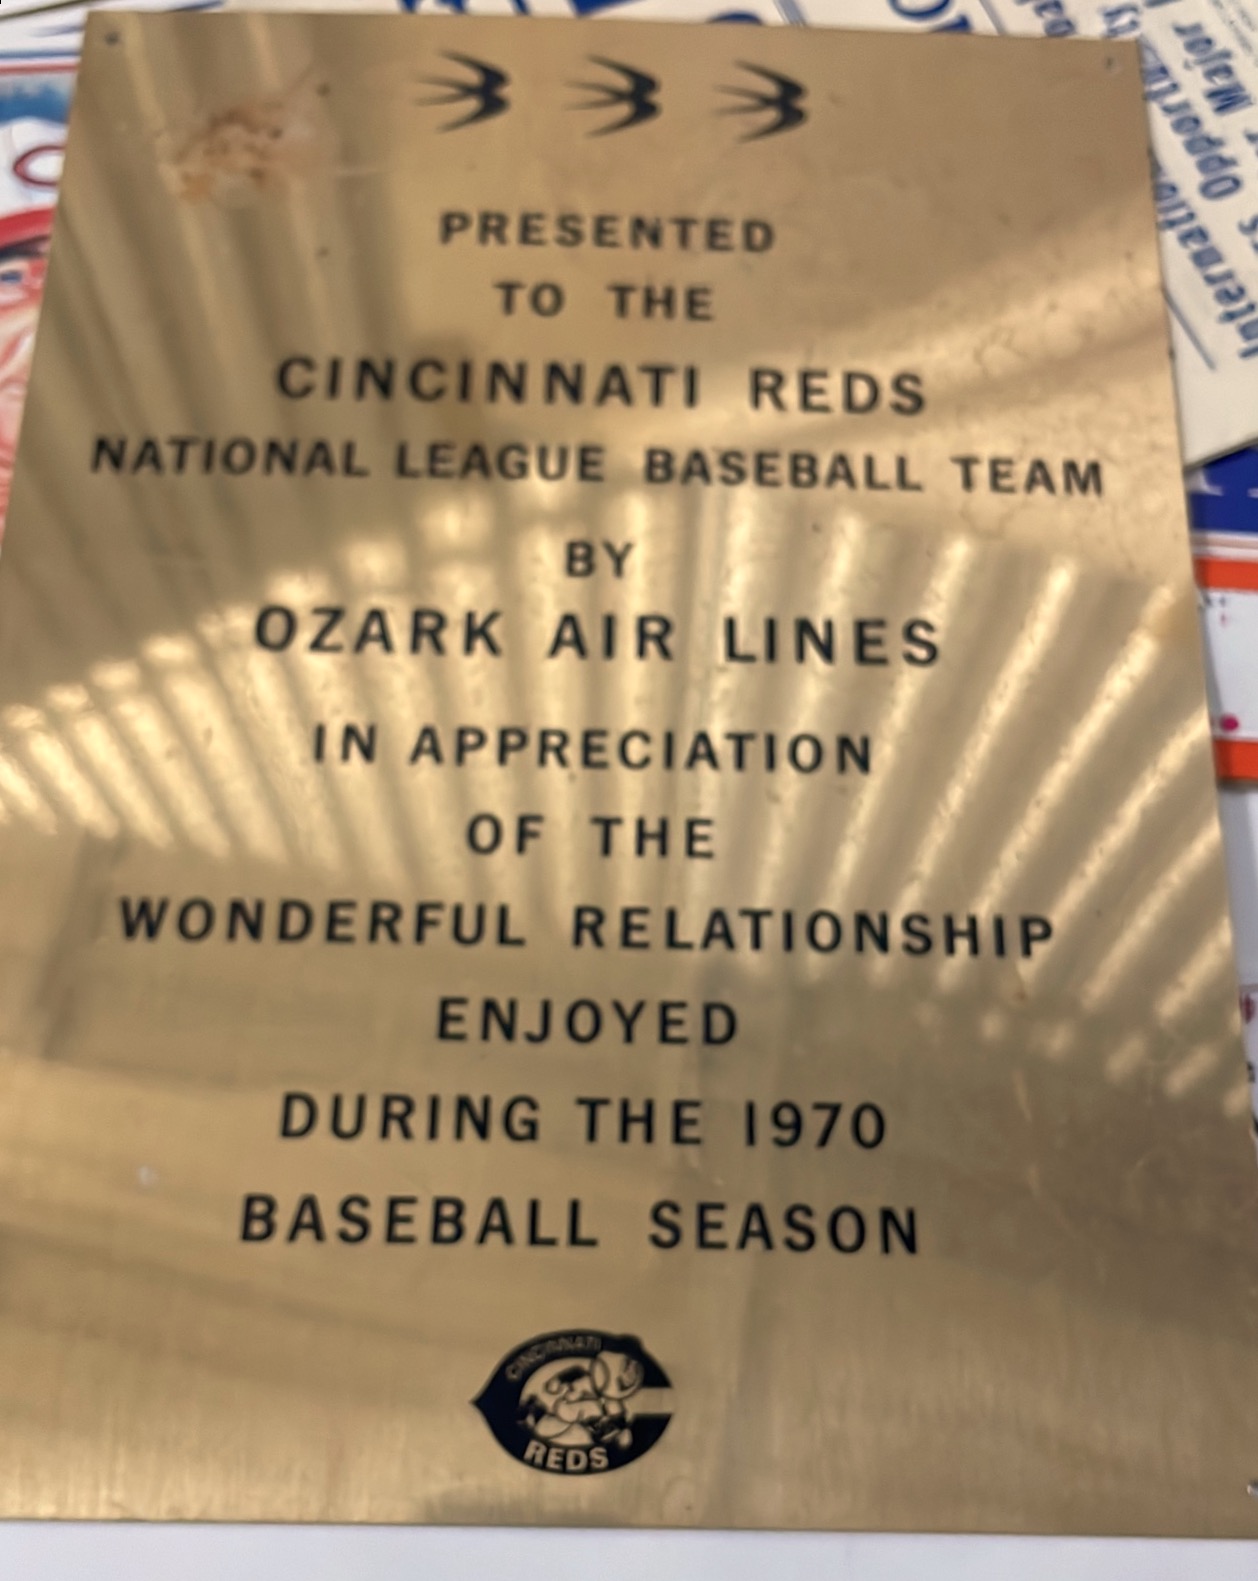 PRESENTED
TO THE
CINCINNATI REDS
NATIONAL LEAGUE BASEBALL TEAM
BY
OZARK AIR LINES
IN APPRECIATION
OF THE
WONDERFUL RELATIONSHIP
ENJOYED
DURING THE 1970
BASEBALL SEASON
CINCINNATI
REDS
Major